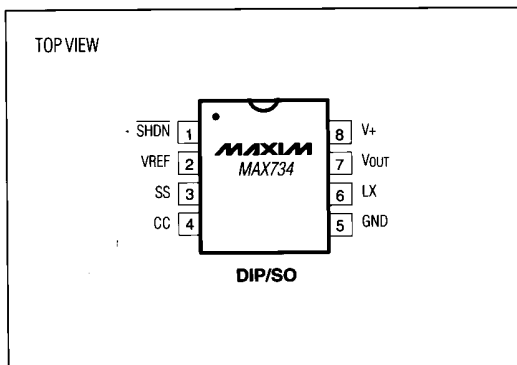 TOP VIEW
SHDN 1
VREF 2
SS 3
CC 4
MAXIM
MAX734
8 V+
7 VOUT
6 LX
5 GND
DIP/SO